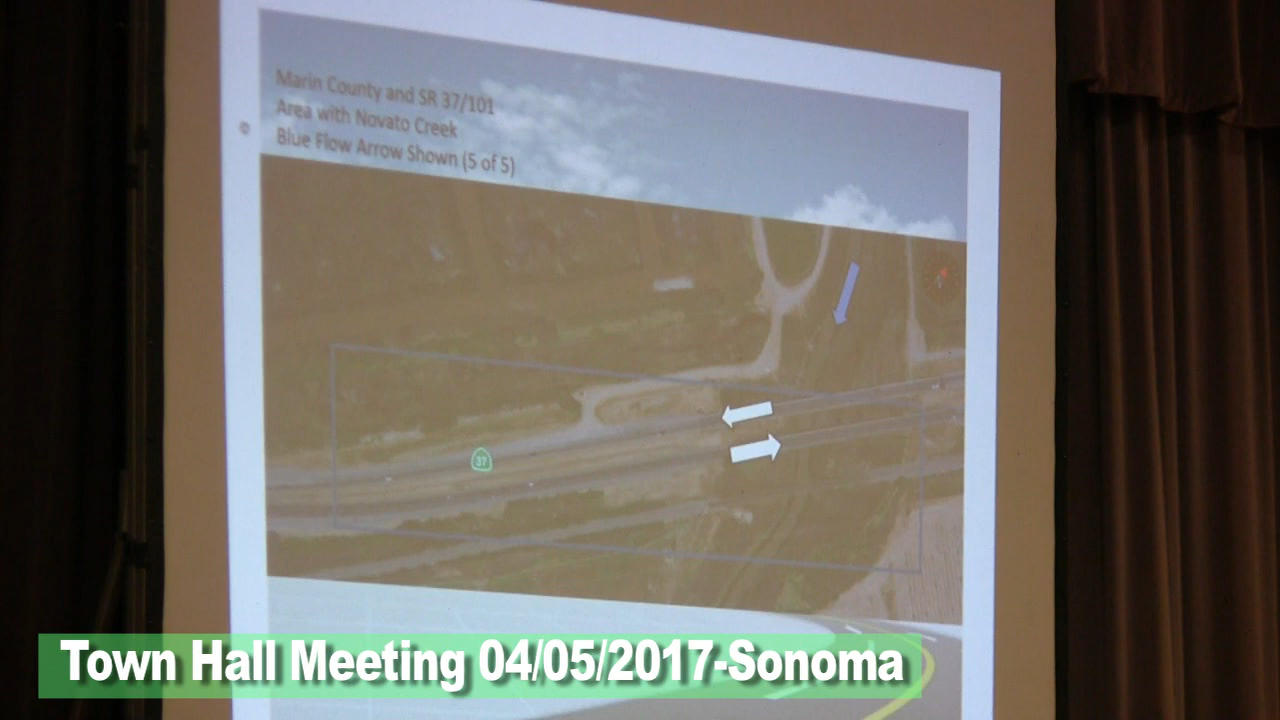 Marin County and SR 37/101
Area with Novato Creek
Blue Flow Arrow Shown (5 of 5)
37
Town Hall Meeting 04/05/2017-Sonoma